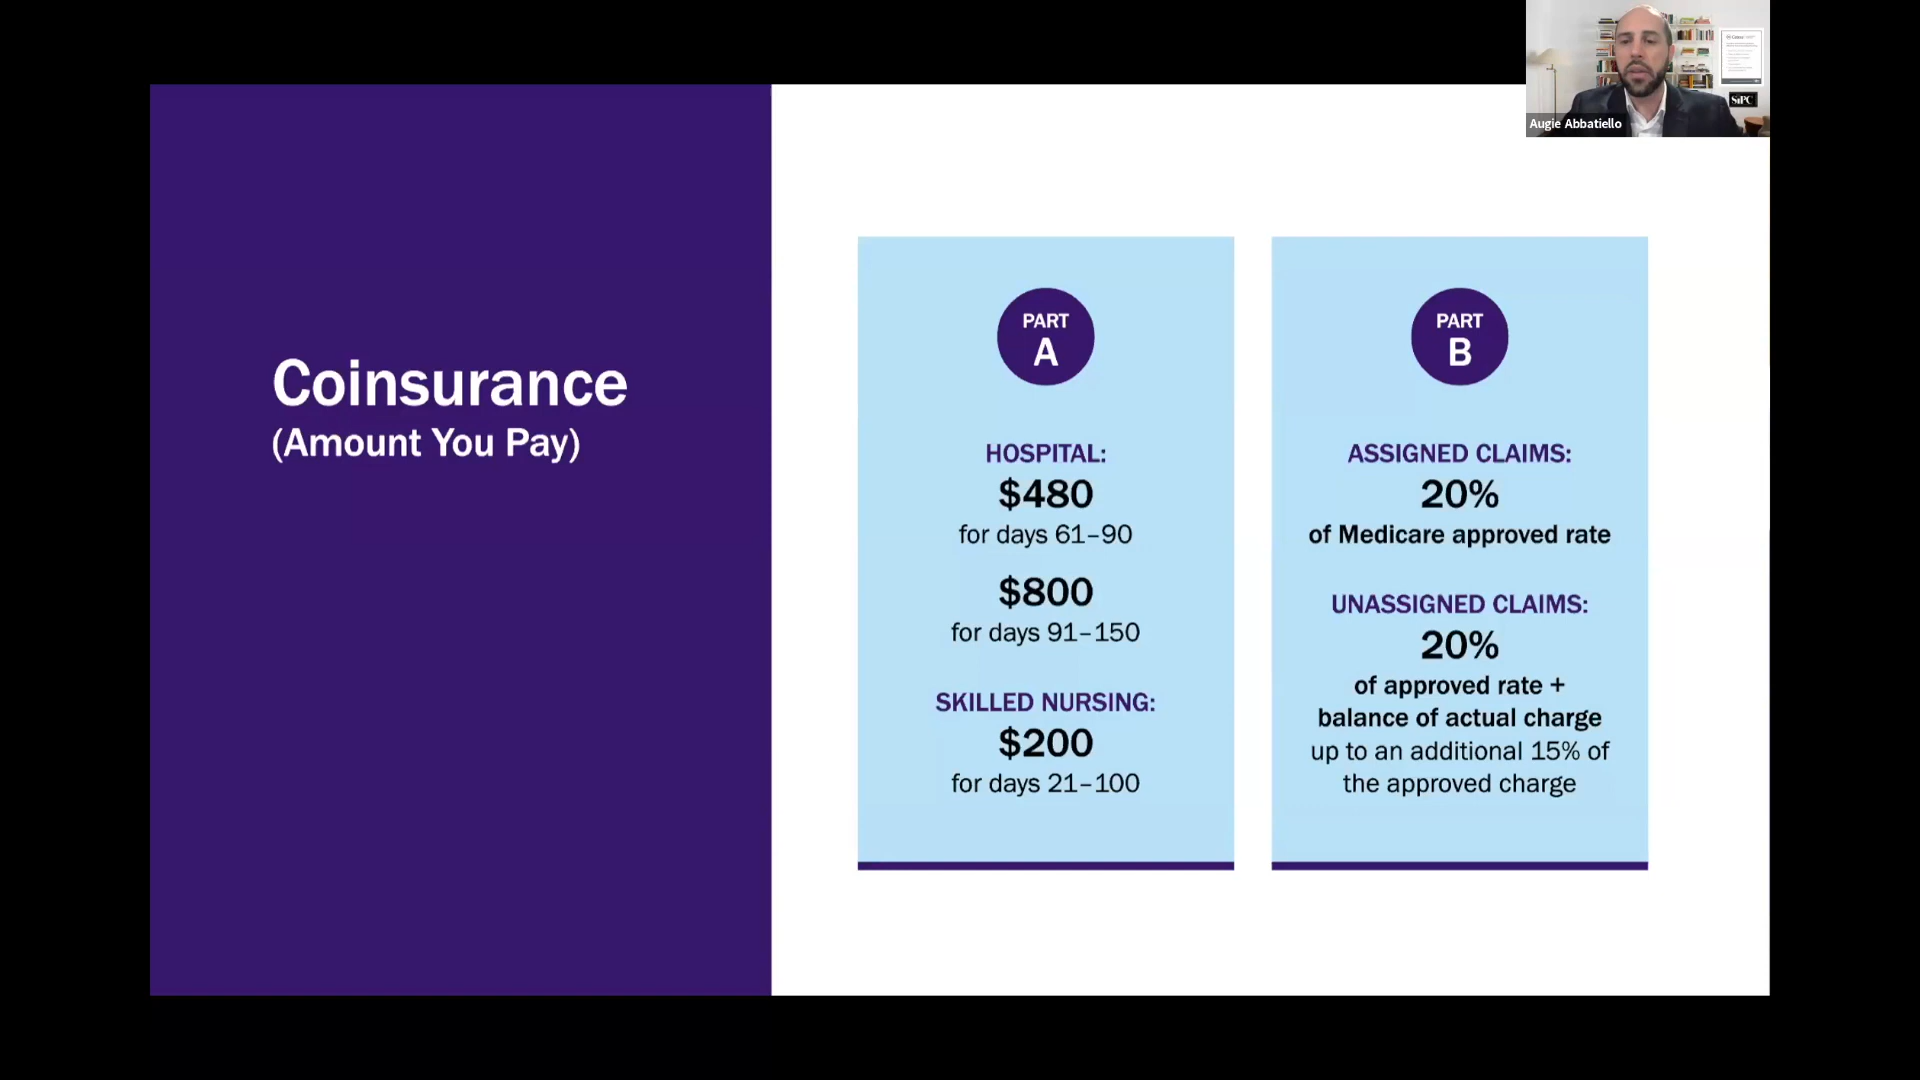 Coinsurance
(Amount You Pay)
PART
A
HOSPITAL:
$480
for days 61–90
$800
for days 91–150
SKILLED NURSING:
$200
for days 21–100
PART
B
ASSIGNED CLAIMS:
20%
of Medicare approved rate
UNASSIGNED CLAIMS:
20%
of approved rate +
balance of actual charge
up to an additional 15% of
the approved charge
SIPC
Augie Abbatiello